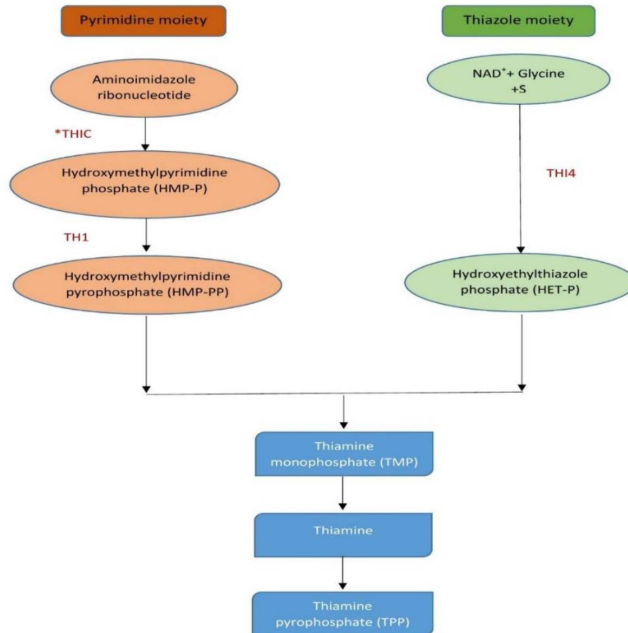 Pyrimidine moiety
Thiazole moiety
Aminoimidazole
ribonucleotide
NAD⁺+ Glycine
+S
*THIC
THI4
Hydroxymethylpyrimidine
phosphate (HMP-P)
TH1
Hydroxymethylpyrimidine
pyrophosphate (HMP-PP)
Hydroxyethylthiazole
phosphate (HET-P)
Thiamine
monophosphate (TMP)
Thiamine
Thiamine
pyrophosphate (TPP)